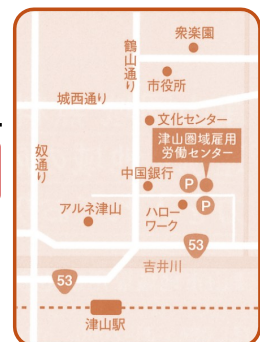 衆楽園
鶴山通り
市役所
城西通り
文化センター
津山圏域雇用
労働センター
奴通り
中国銀行
P
アルネ津山
ハロー
ワーク
P
53
吉井川
53
津山駅